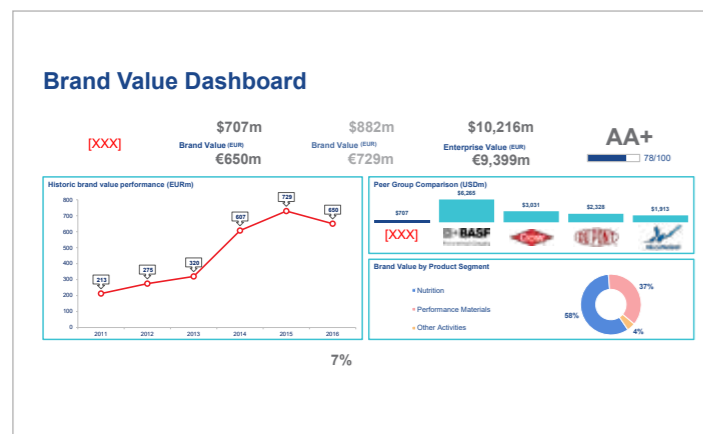 Brand Value Dashboard
[XXX]
$707m
Brand Value (EUR)
€650m
$882m
Brand Value (EUR)
€729m
$10,216m
Enterprise Value (EUR)
€9,399m
AA+
78/100
Historic brand value performance (EURm)
800
700
600
500
400
300
200
100
0
213
275
320
607
729
650
2011
2012
2013
2014
2015
2016
Peer Group Comparison (USDm)
$707
$6,265
$3,031
$2,328
$1,913
[XXX]
BASF
Dow
DUPONT
Brand Value by Product Segment
Nutrition
Performance Materials
Other Activities
58%
37%
4%
7%